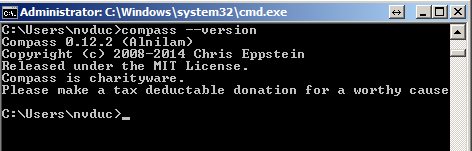 Administrator: C:\Windows\system32\cmd.exe
C:\Users\nvduc>compass --version
Compass 0.12.2 (Alnilam)
Copyright (c) 2008-2014 Chris Eppstein
Released under the MIT License.
Compass is charityware.
Please make a tax deductable donation for a worthy cause
C:\Users\nvduc>_